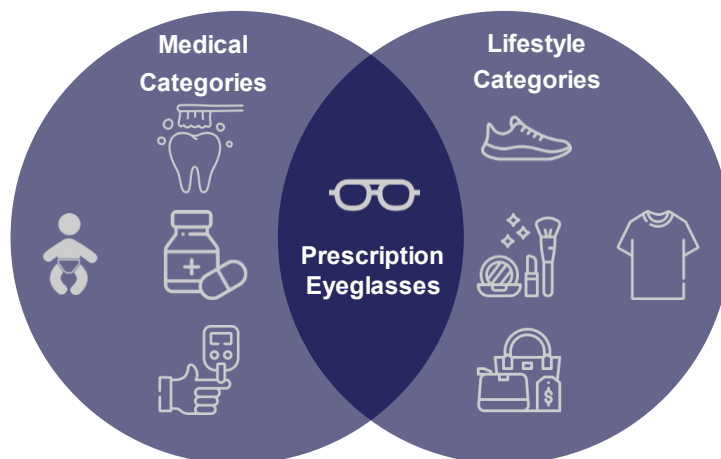 Medical
Categories
Lifestyle
Categories
Prescription
Eyeglasses
$